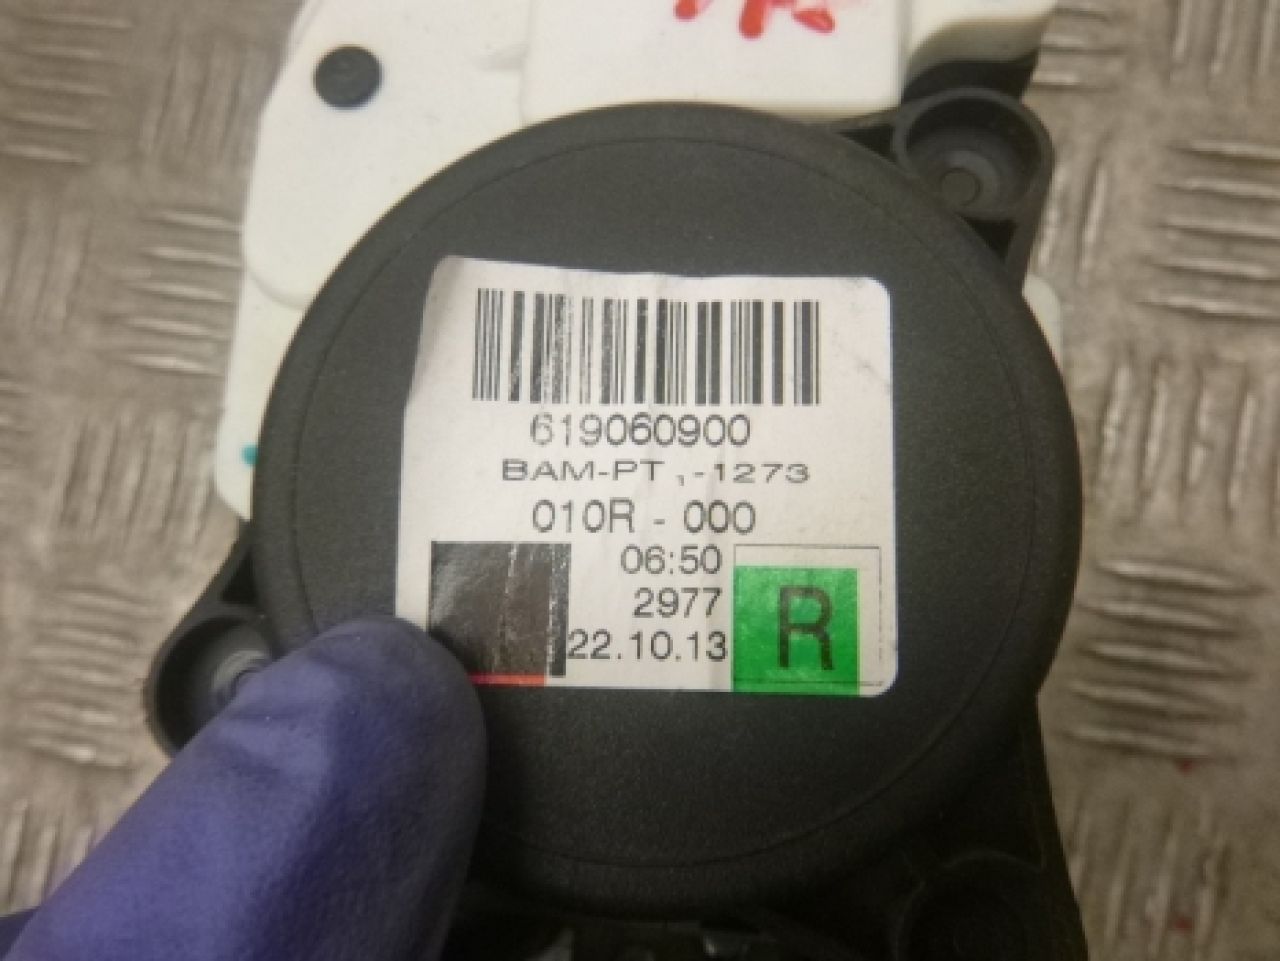 619060900
BAM-PT ,-1273
010R - 000
06:50
2977
22.10.13
R